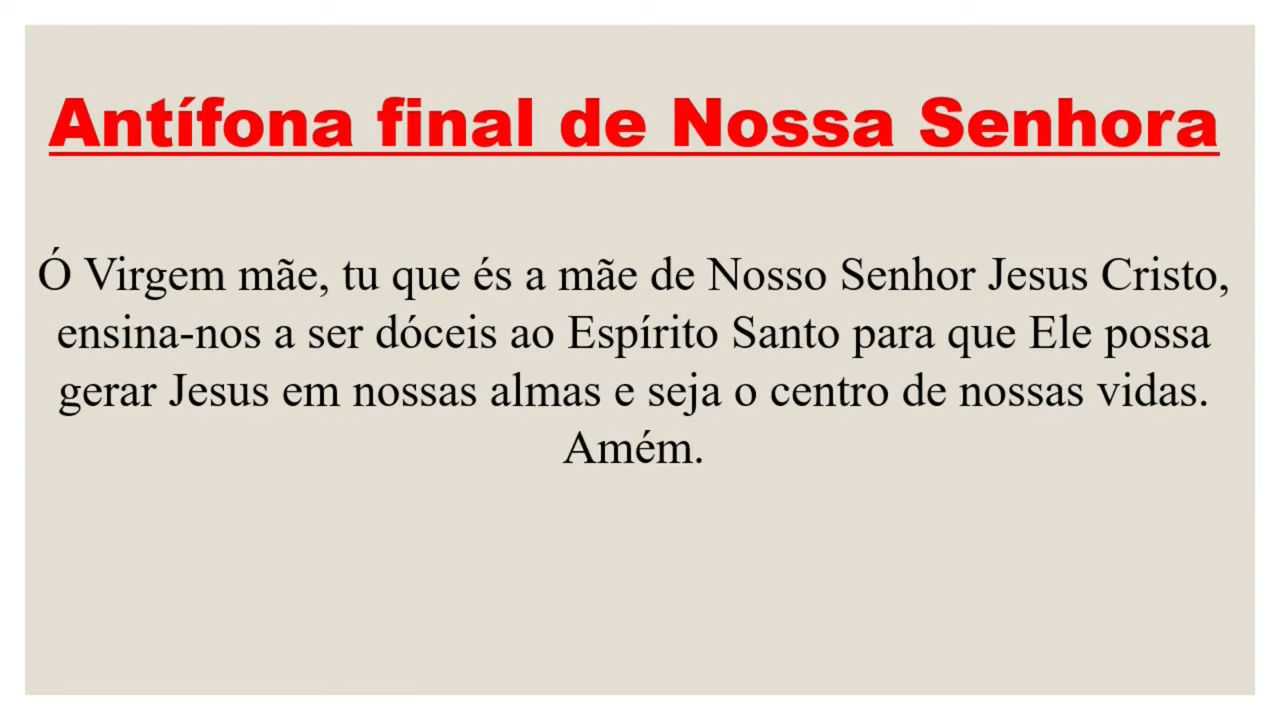 Antífona final de Nossa Senhora
Ó Virgem mãe, tu que és a mãe de Nosso Senhor Jesus Cristo,
ensina-nos a ser dóceis ao Espírito Santo para que Ele possa
gerar Jesus em nossas almas e seja o centro de nossas vidas.
Amém.